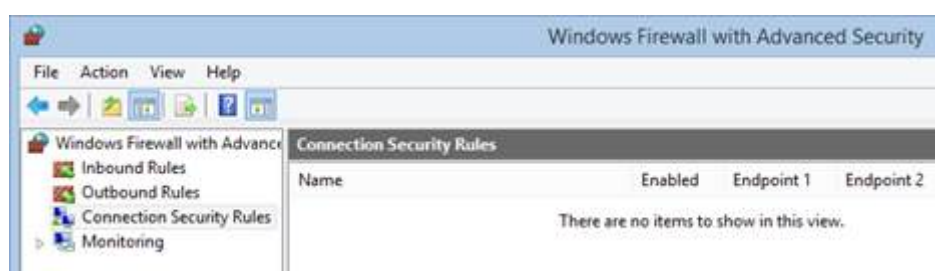 Windows Firewall with Advanced Security
File Action View Help
Windows Firewall with Advance
Inbound Rules
Outbound Rules
Connection Security Rules
Monitoring
Connection Security Rules
Name Enabled Endpoint 1 Endpoint 2
There are no items to show in this view.